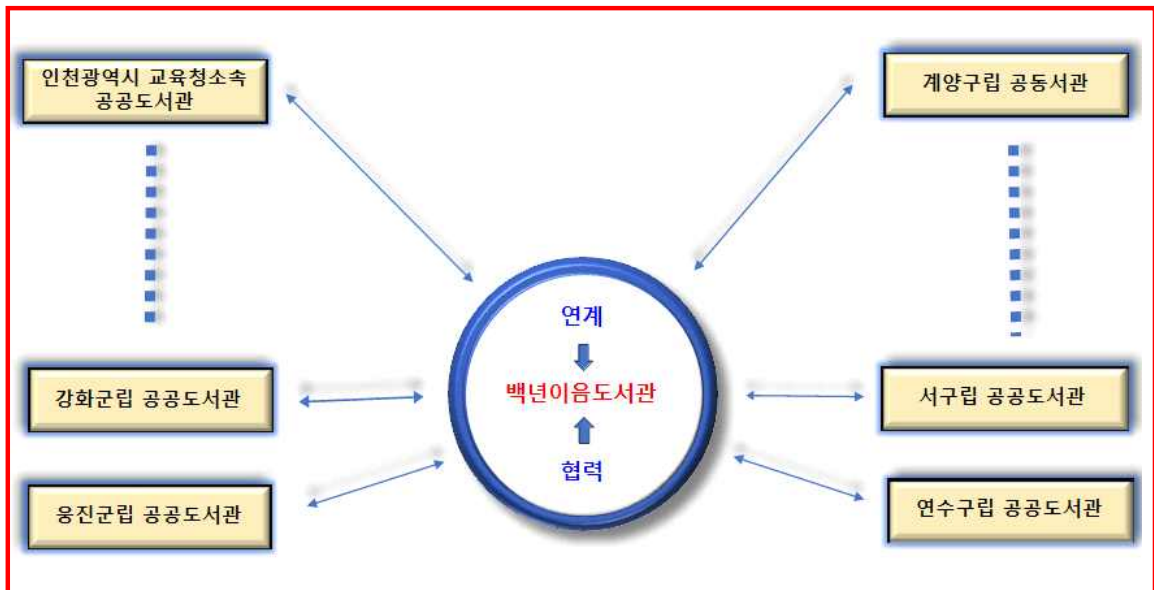 인천광역시 교육청소속
공공도서관
계양구립 공동서관
연계
백년이음도서관
협력
강화군립 공공도서관
서구립 공공도서관
웅진군립 공공도서관
연수구립 공공도서관